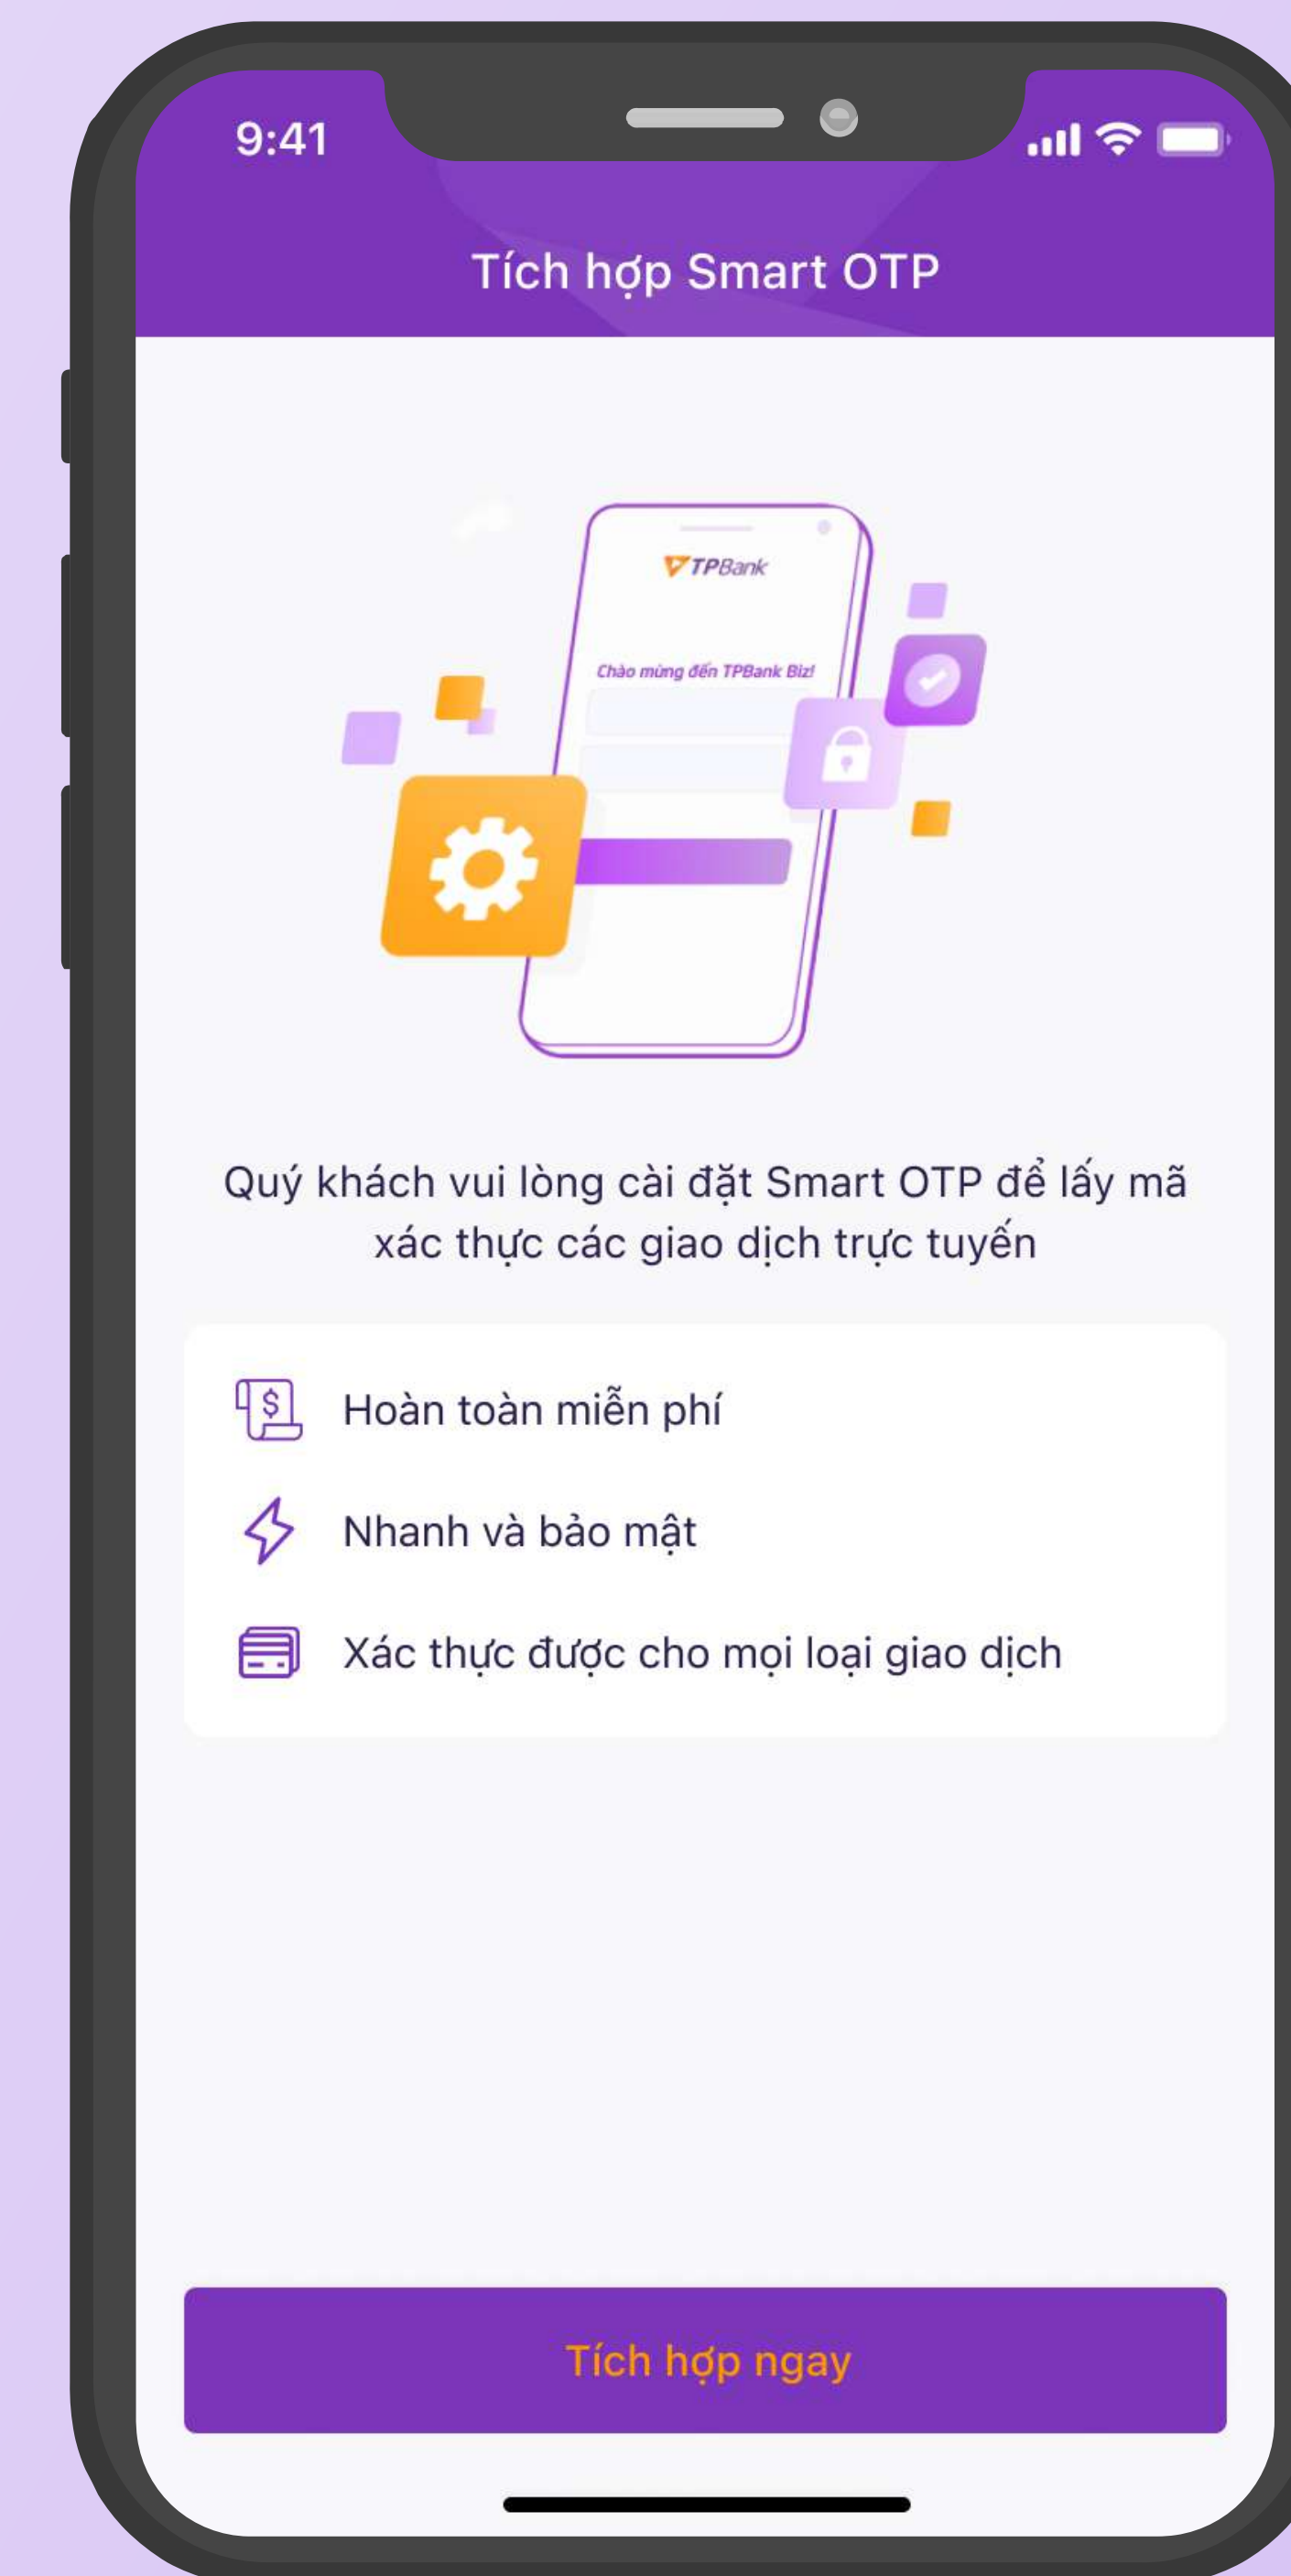 9:41
Tích hợp Smart OTP
TPBank
Chào mừng đến TPBank Biz!
Quý khách vui lòng cài đặt Smart OTP để lấy mã
xác thực các giao dịch trực tuyến
$
Hoàn toàn miễn phí
Nhanh và bảo mật
Xác thực được cho mọi loại giao dịch
Tích hợp ngay